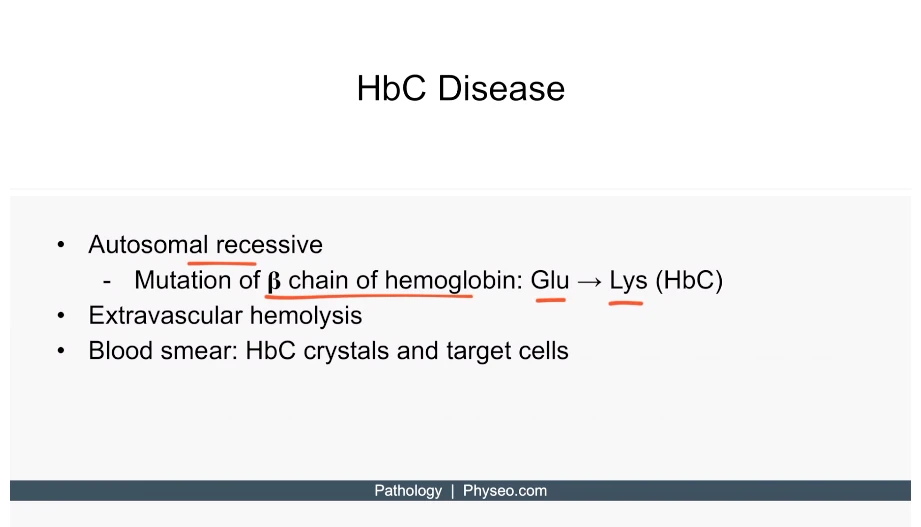 HbC Disease
• Autosomal recessive
- Mutation of β chain of hemoglobin: Glu → Lys (HbC)
• Extravascular hemolysis
• Blood smear: HbC crystals and target cells
Pathology | Physeo.com